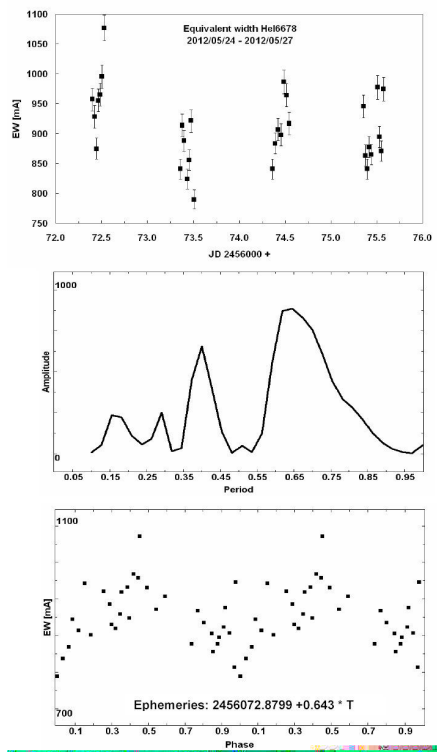 1100
Equivalent width HeI6678
2012/05/24 - 2012/05/27
1050
1000
950
900
850
800
750
EW [mA]
72.0 72.5 73.0 73.5 74.0 74.5 75.0 75.5 76.0
JD 2456000 +
1000
Amplitude
0
0.05 0.15 0.25 0.35 0.45 0.55 0.65 0.75 0.85 0.95
Period
1100
EW [mA]
Ephemeries: 2456072.8799 +0.643 * T
700
0.1 0.3 0.5 0.7 0.9 0.1 0.3 0.5 0.7 0.9
Phase